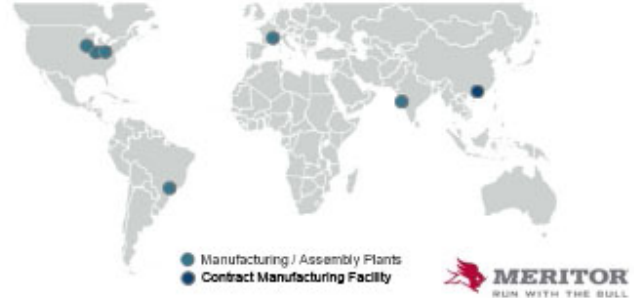 Manufacturing / Assembly Plants
Contract Manufacturing Facility
MERITOR
RUN WITH THE BULL